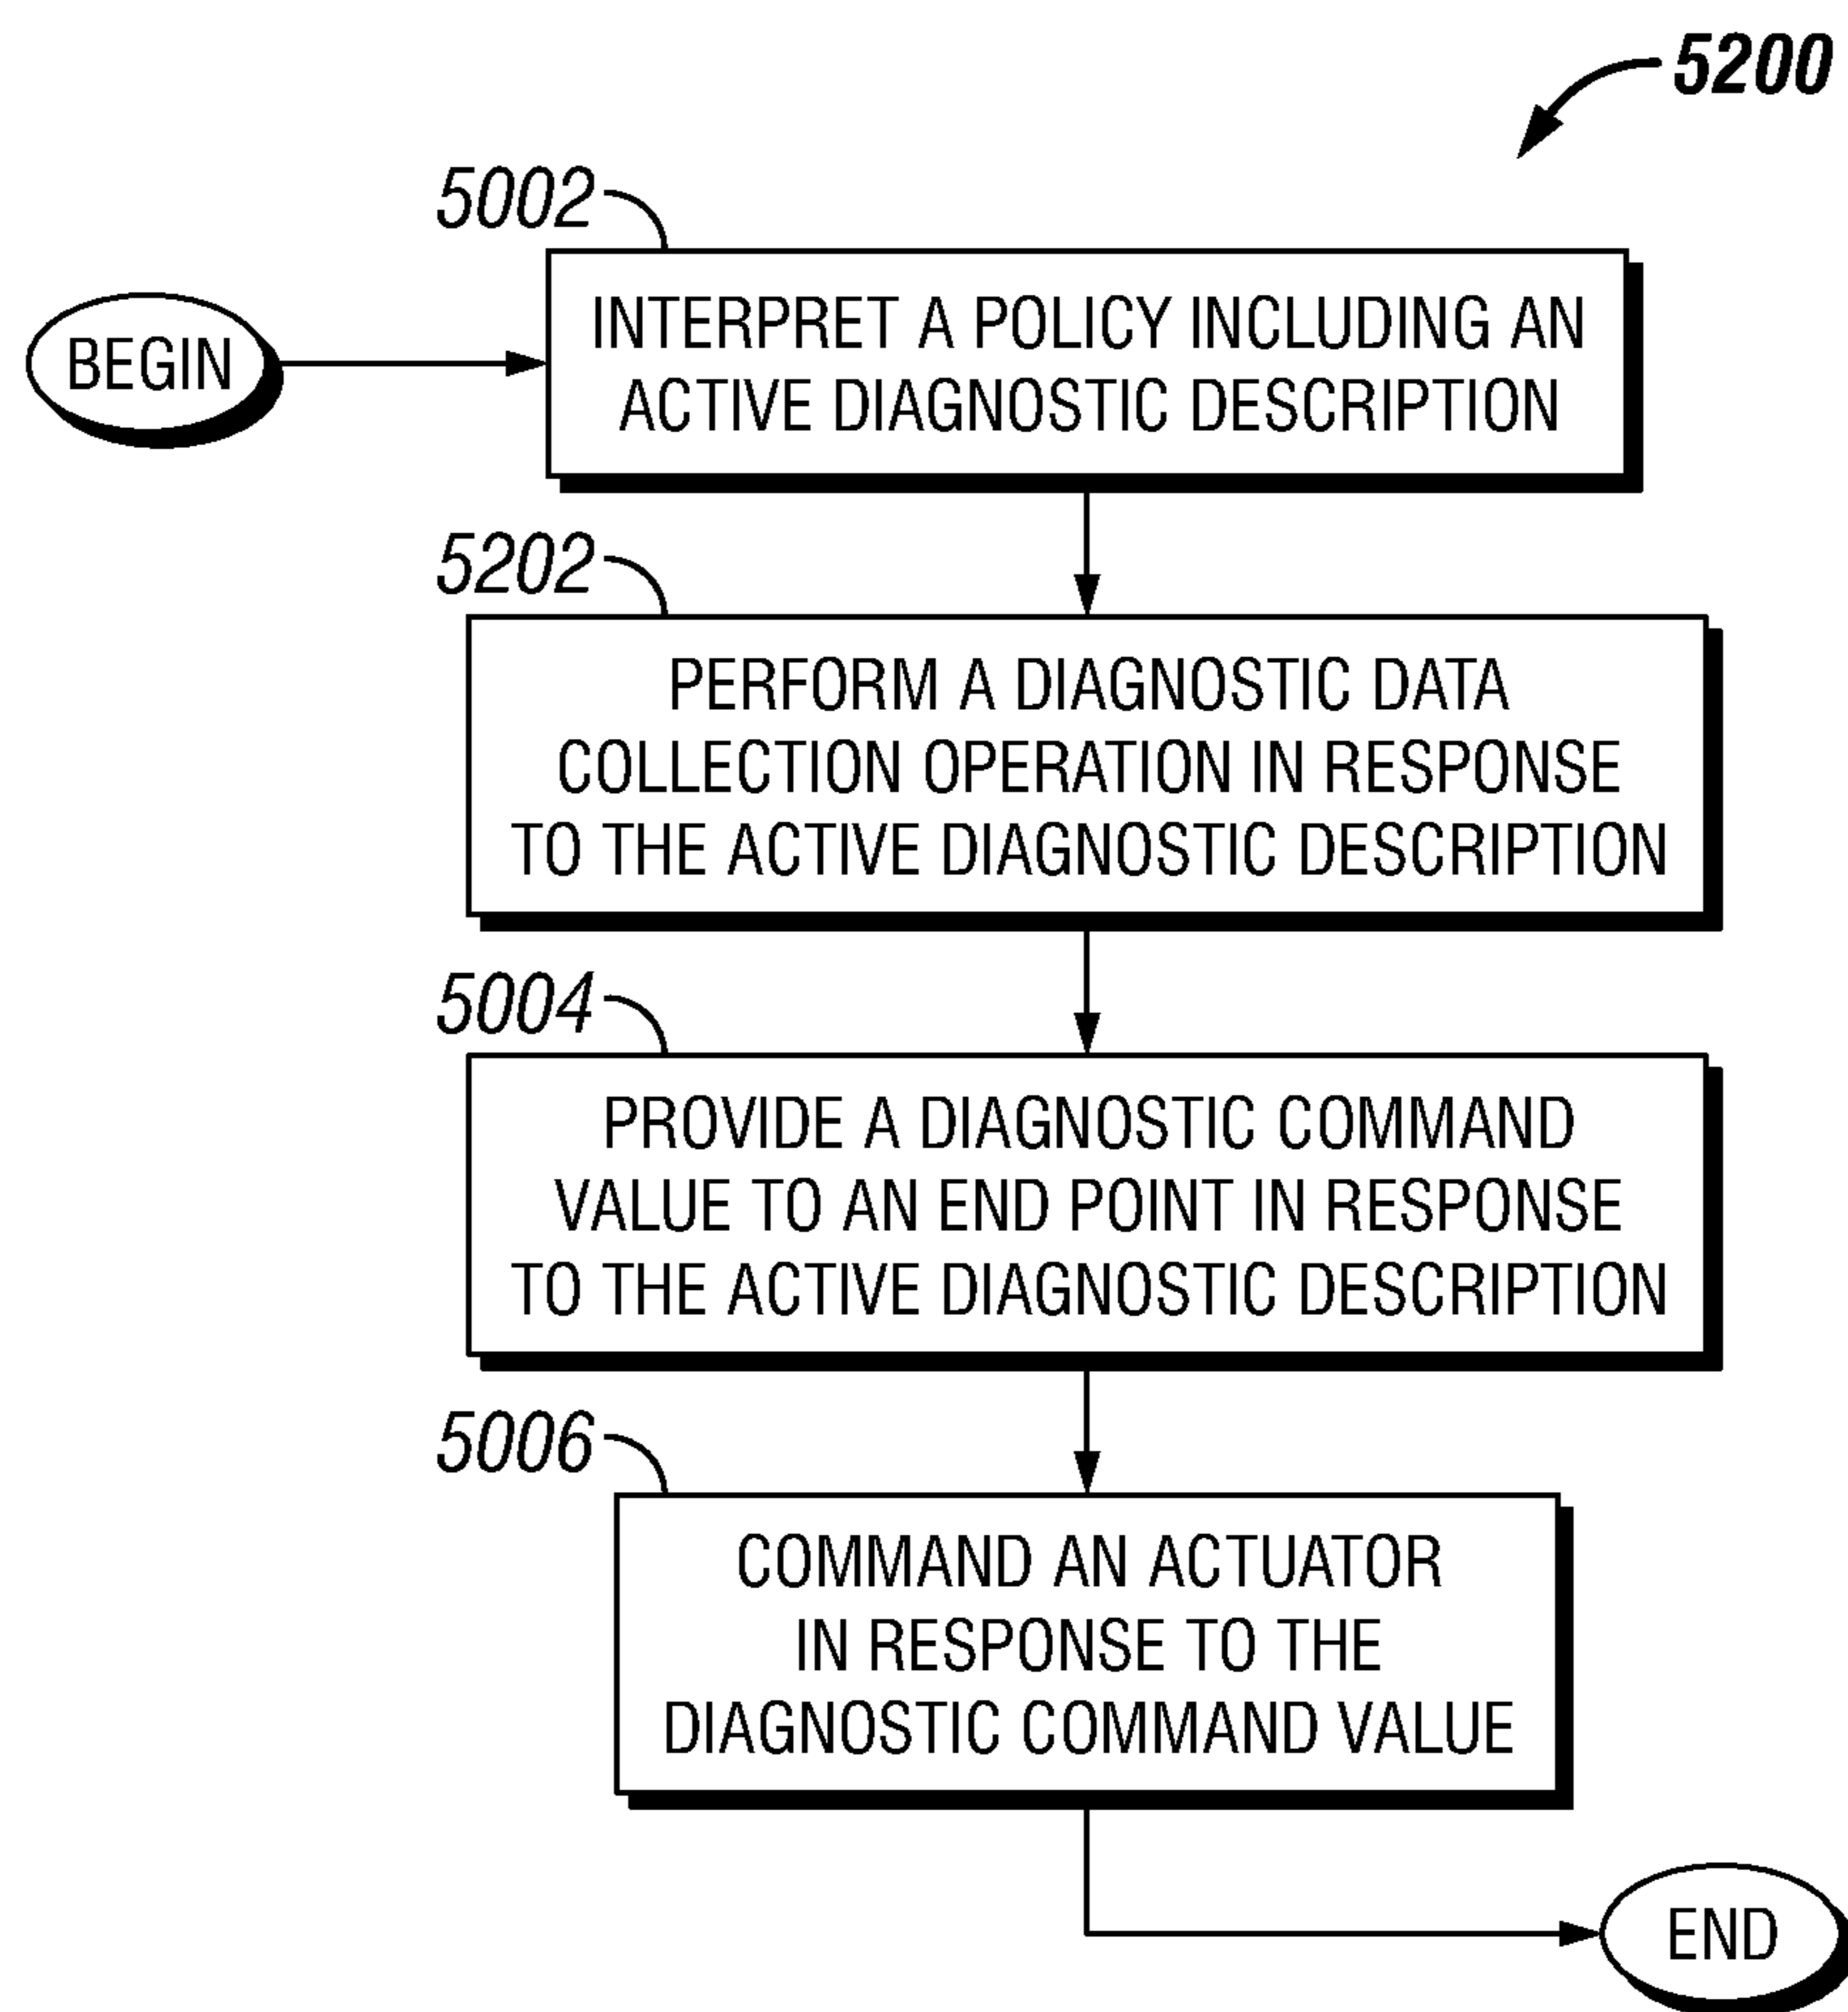 5200
5002
INTERPRET A POLICY INCLUDING AN
ACTIVE DIAGNOSTIC DESCRIPTION
BEGIN
5202
PERFORM A DIAGNOSTIC DATA
COLLECTION OPERATION IN RESPONSE
TO THE ACTIVE DIAGNOSTIC DESCRIPTION
5004
PROVIDE A DIAGNOSTIC COMMAND
VALUE TO AN END POINT IN RESPONSE
TO THE ACTIVE DIAGNOSTIC DESCRIPTION
5006
COMMAND AN ACTUATOR
IN RESPONSE TO THE
DIAGNOSTIC COMMAND VALUE
END